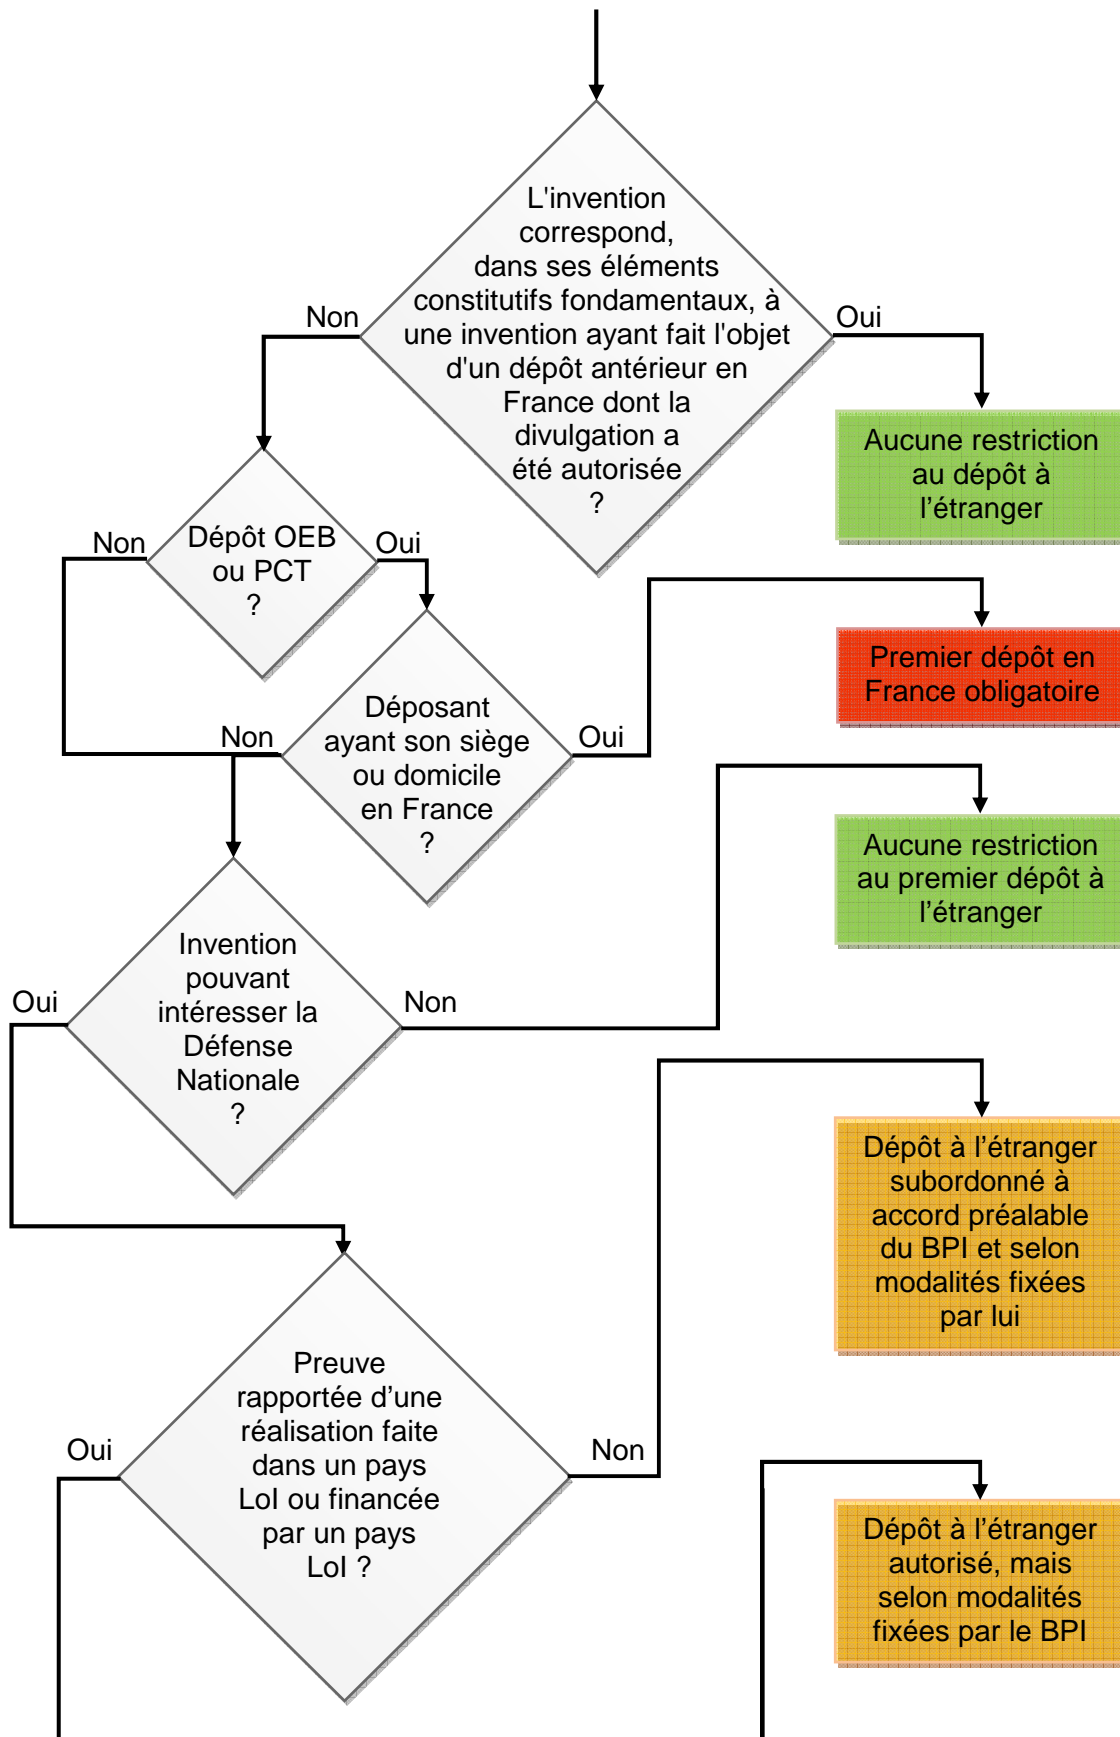 L'invention
correspond,
dans ses éléments
constitutifs fondamentaux, à
une invention ayant fait l'objet
d'un dépôt antérieur en
France dont la
divulgation a
été autorisée
?
Non
Oui
Aucune restriction
au dépôt à
l’étranger
Dépôt OEB
ou PCT
?
Non
Oui
Premier dépôt en
France obligatoire
Déposant
ayant son siège
ou domicile
en France
?
Non
Oui
Aucune restriction
au premier dépôt à
l’étranger
Invention
pouvant
intéresser la
Défense
Nationale
?
Oui
Non
Dépôt à l’étranger
subordonné à
accord préalable
du BPI et selon
modalités fixées
par lui
Preuve
rapportée d’une
réalisation faite
dans un pays
LoI ou financée
par un pays
LoI ?
Oui
Non
Dépôt à l’étranger
autorisé, mais
selon modalités
fixées par le BPI